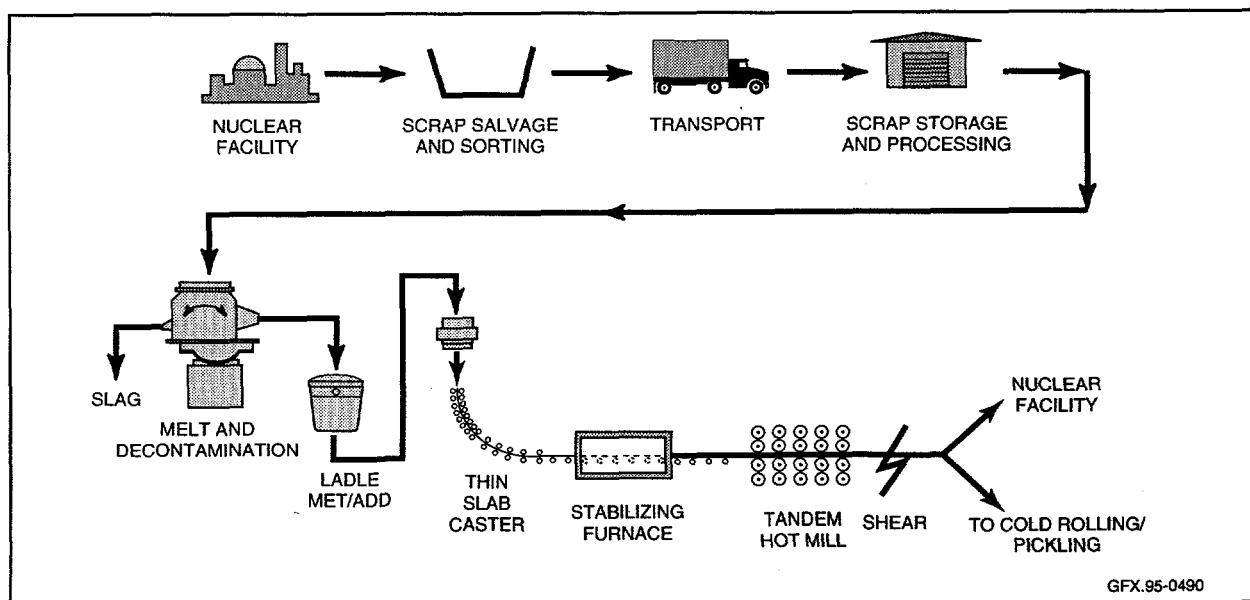 NUCLEAR
FACILITY
SCRAP SALVAGE
AND SORTING
TRANSPORT
SCRAP STORAGE
AND PROCESSING
SLAG
MELT AND
DECONTAMINATION
LADLE
MET/ADD
THIN
SLAB
CASTER
STABILIZING
FURNACE
TANDEM
HOT MILL
SHEAR
NUCLEAR
FACILITY
TO COLD ROLLING/
PICKLING
GFX.95-0490